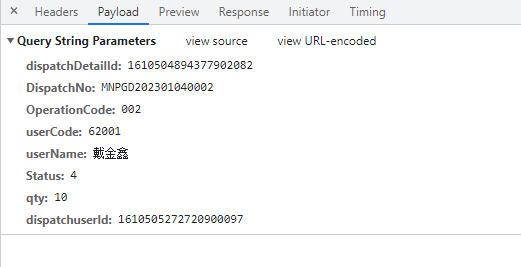 Headers Payload Preview Response Initiator Timing
Query String Parameters view source view URL-encoded
dispatchDetailId: 1610504894377902082
DispatchNo: MNPGD202301040002
OperationCode: 002
userCode: 62001
userName: 戴金鑫
Status: 4
qty: 10
dispatchuserId: 1610505272720900097